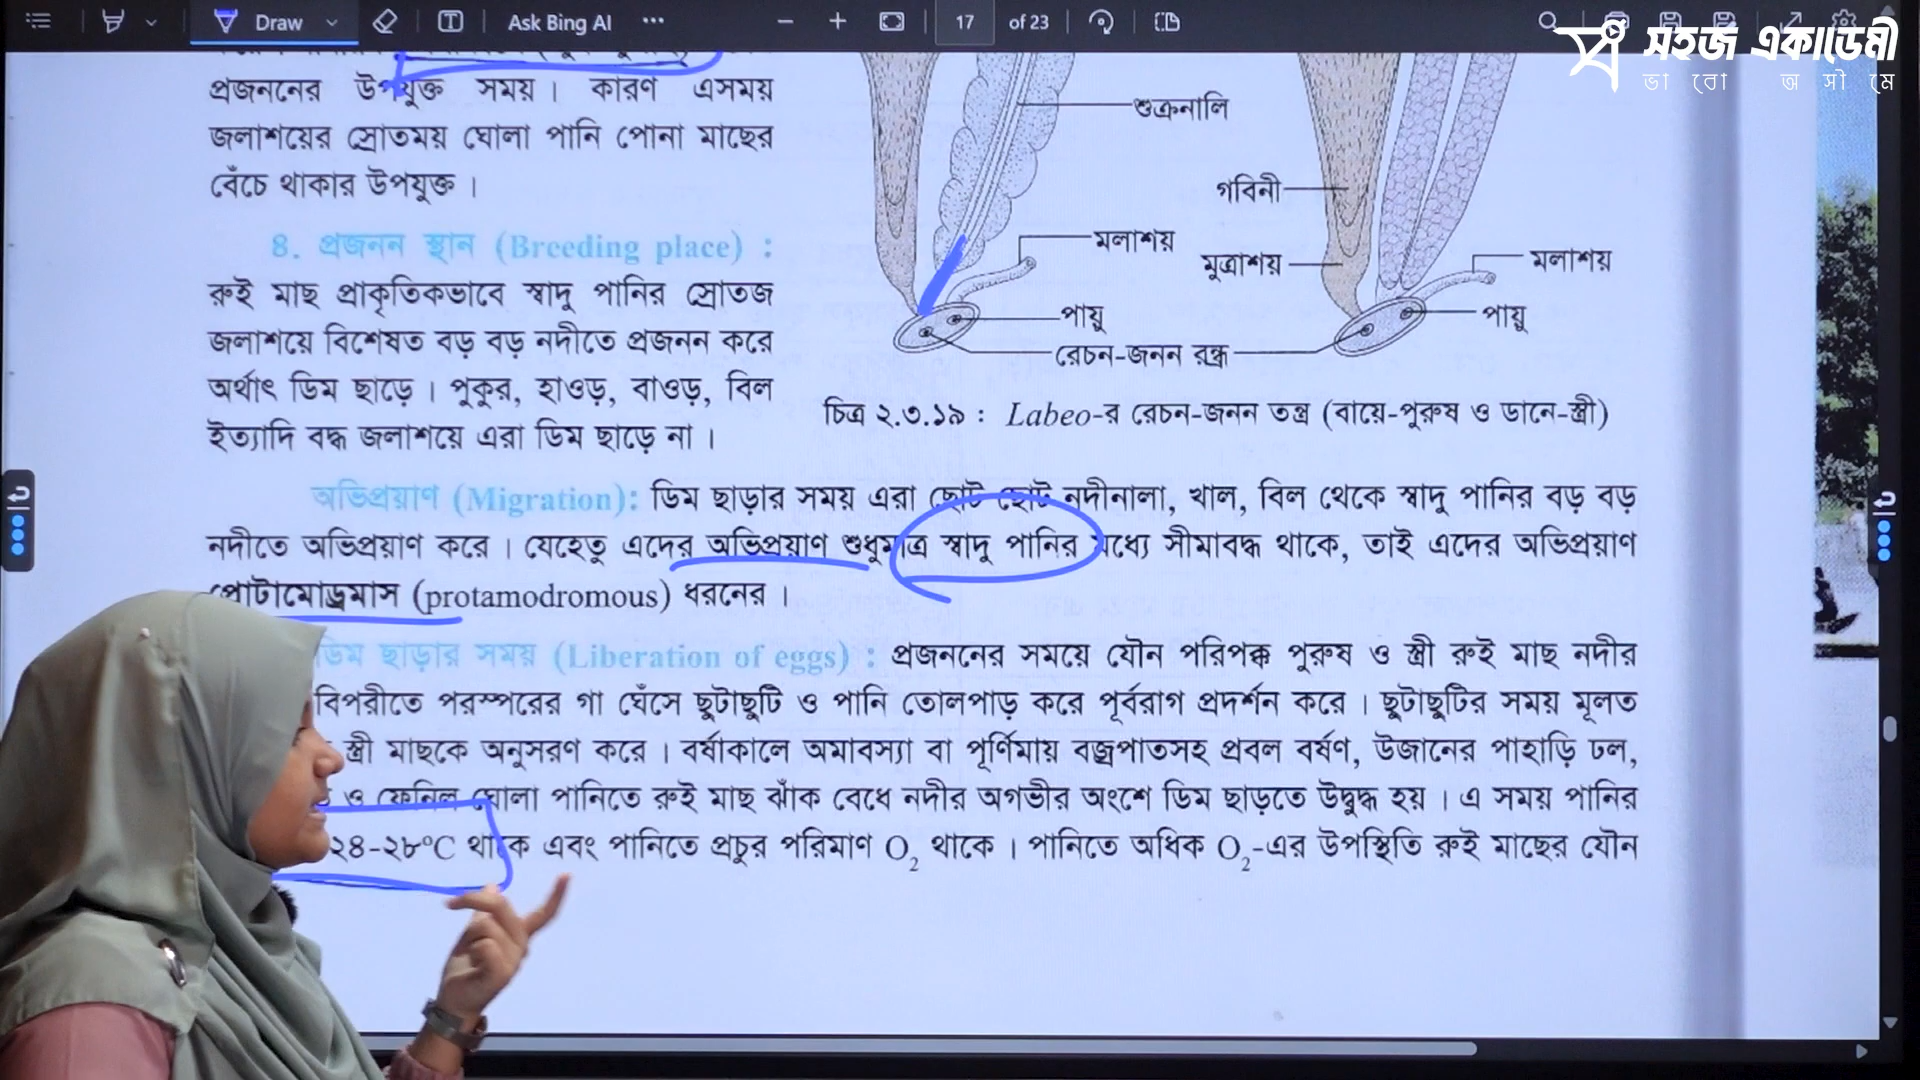 Draw
Ask Bing AI
17 of 23
সহজ একাডেমী
ভাবো অসীমে
প্রজননের উপযুক্ত সময়। কারণ এসময়
জলাশয়ের স্রোতময় ঘোলা পানি পোনা মাছের
বেঁচে থাকার উপযুক্ত।
8. প্রজনন স্থান (Breeding place) :
রুই মাছ প্রাকৃতিকভাবে স্বাদু পানির স্রোতজ
জলাশয়ে বিশেষত বড় বড় নদীতে প্রজনন করে
অর্থাৎ ডিম ছাড়ে। পুকুর, হাওড়, বাওড়, বিল
ইত্যাদি বদ্ধ জলাশয়ে এরা ডিম ছাড়ে না।
শুক্রনালি
গবিনী
মলাশয়
মূত্রাশয়
মলাশয়
পায়ু
পায়ু
রেচন-জনন রন্ধ্র
চিত্র ২.৩.১৯ : Labeo-র রেচন-জনন তন্ত্র (বায়ে-পুরুষ ও ডানে-স্ত্রী)
অভিপ্রয়াণ (Migration): ডিম ছাড়ার সময় এরা ছোট ছোট নদীনালা, খাল, বিল থেকে স্বাদু পানির বড় বড়
নদীতে অভিপ্রয়াণ করে। যেহেতু এদের অভিপ্রয়াণ শুধুমাত্র স্বাদু পানির মধ্যে সীমাবদ্ধ থাকে, তাই এদের অভিপ্রয়াণ
পোটামোড্রমাস (protamodromous) ধরনের।
ডিম ছাড়ার সময় (Liberation of eggs) : প্রজননের সময়ে যৌন পরিপক্ক পুরুষ ও স্ত্রী রুই মাছ নদীর
বিপরীতে পরস্পরের গা ঘেঁসে ছুটাছুটি ও পানি তোলপাড় করে পূর্বরাগ প্রদর্শন করে। ছুটাছুটির সময় মূলত
স্ত্রী মাছকে অনুসরণ করে। বর্ষাকালে অমাবস্যা বা পূর্ণিমায় বজ্রপাতসহ প্রবল বর্ষণ, উজানের পাহাড়ি ঢল,
ও ফেনিল ঘোলা পানিতে রুই মাছ ঝাঁক বেধে নদীর অগভীর অংশে ডিম ছাড়তে উদ্বুদ্ধ হয়। এ সময় পানির
২৪-২৮°C থাকে এবং পানিতে প্রচুর পরিমাণ O₂ থাকে। পানিতে অধিক O₂-এর উপস্থিতি রুই মাছের যৌন